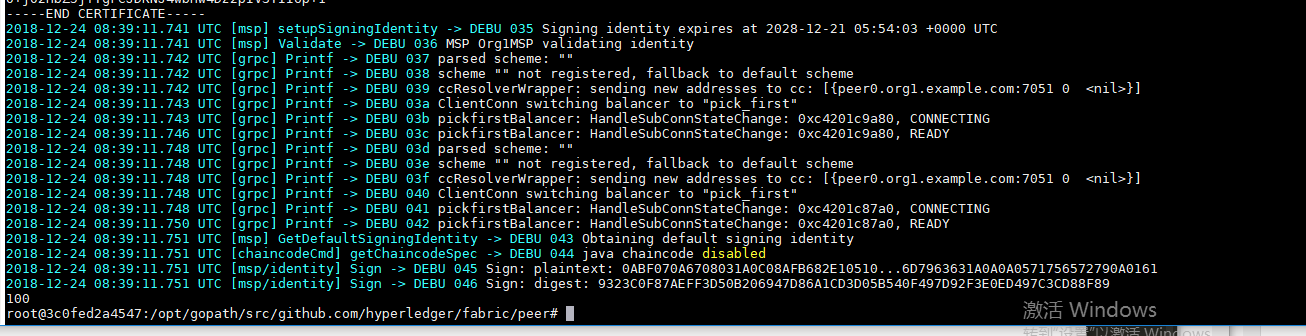 -----END CERTIFICATE-----
2018-12-24 08:39:11.741 UTC [msp] setupSigningIdentity -> DEBU 035 Signing identity expires at 2028-12-21 05:54:03 +0000 UTC
2018-12-24 08:39:11.741 UTC [msp] Validate -> DEBU 036 MSP Org1MSP validating identity
2018-12-24 08:39:11.742 UTC [grpc] Printf -> DEBU 037 parsed scheme: ""
2018-12-24 08:39:11.742 UTC [grpc] Printf -> DEBU 038 scheme "" not registered, fallback to default scheme
2018-12-24 08:39:11.742 UTC [grpc] Printf -> DEBU 039 ccResolverWrapper: sending new addresses to cc: [{peer0.org1.example.com:7051 0  <nil>}]
2018-12-24 08:39:11.743 UTC [grpc] Printf -> DEBU 03a ClientConn switching balancer to "pick_first"
2018-12-24 08:39:11.743 UTC [grpc] Printf -> DEBU 03b pickfirstBalancer: HandleSubConnStateChange: 0xc4201c9a80, CONNECTING
2018-12-24 08:39:11.746 UTC [grpc] Printf -> DEBU 03c pickfirstBalancer: HandleSubConnStateChange: 0xc4201c9a80, READY
2018-12-24 08:39:11.748 UTC [grpc] Printf -> DEBU 03d parsed scheme: ""
2018-12-24 08:39:11.748 UTC [grpc] Printf -> DEBU 03e scheme "" not registered, fallback to default scheme
2018-12-24 08:39:11.748 UTC [grpc] Printf -> DEBU 03f ccResolverWrapper: sending new addresses to cc: [{peer0.org1.example.com:7051 0  <nil>}]
2018-12-24 08:39:11.748 UTC [grpc] Printf -> DEBU 040 ClientConn switching balancer to "pick_first"
2018-12-24 08:39:11.748 UTC [grpc] Printf -> DEBU 041 pickfirstBalancer: HandleSubConnStateChange: 0xc4201c87a0, CONNECTING
2018-12-24 08:39:11.750 UTC [grpc] Printf -> DEBU 042 pickfirstBalancer: HandleSubConnStateChange: 0xc4201c87a0, READY
2018-12-24 08:39:11.751 UTC [msp] GetDefaultSigningIdentity -> DEBU 043 Obtaining default signing identity
2018-12-24 08:39:11.751 UTC [chaincodeCmd] getChaincodeSpec -> DEBU 044 java chaincode disabled
2018-12-24 08:39:11.751 UTC [msp/identity] Sign -> DEBU 045 Sign: plaintext: 0ABF070A6708031A0C08AFB682E10510...6D7963631A0A0A0571756572790A0161
2018-12-24 08:39:11.751 UTC [msp/identity] Sign -> DEBU 046 Sign: digest: 9323C0F87AEFF3D50B206947D86A1CD3D05B540F497D92F3E0ED497C3CD88F89
100
root@3c0fed2a4547:/opt/gopath/src/github.com/hyperledger/fabric/peer#
激活 Windows
转到"设置"以激活 Windows